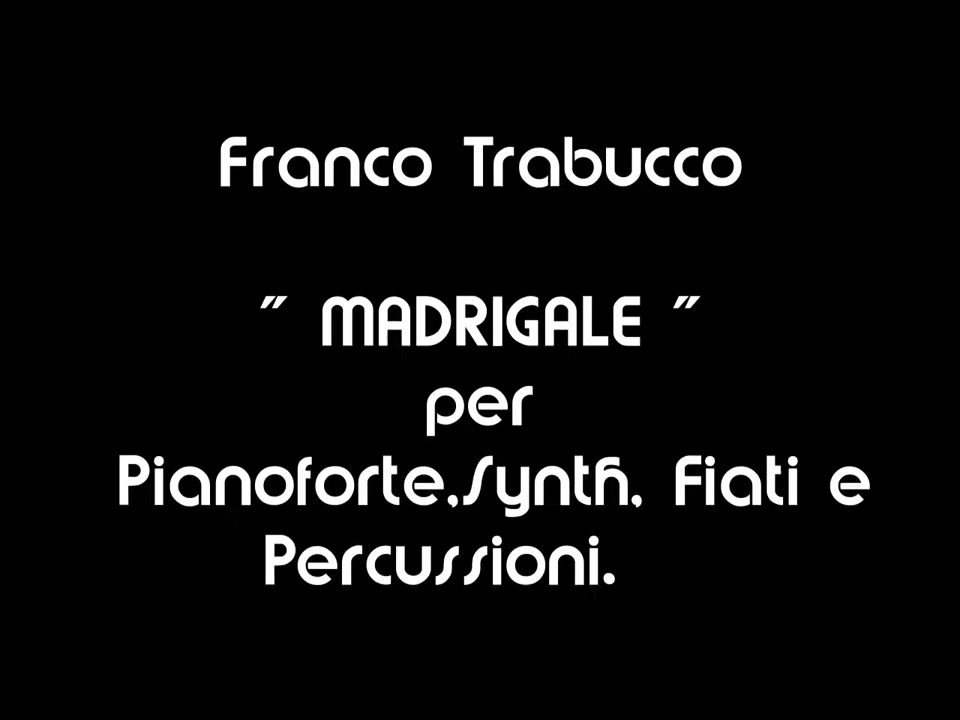 Franco Trabucco
" MADRIGALE "
per
Pianoforte,Synth, Fiati e
Percussioni.